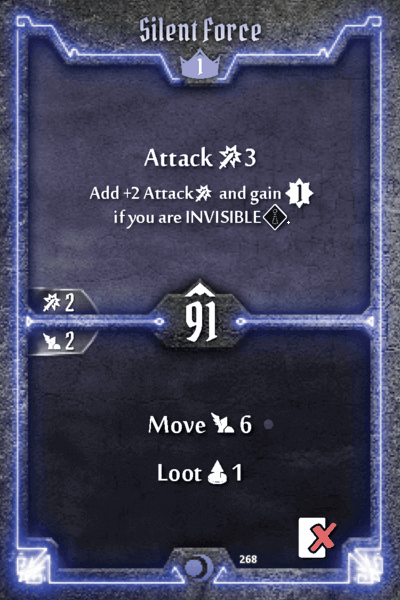 Silent Force
1
Attack 3
Add +2 Attack and gain 1
if you are INVISIBLE.
2
91
2
Move 6
Loot 1
268